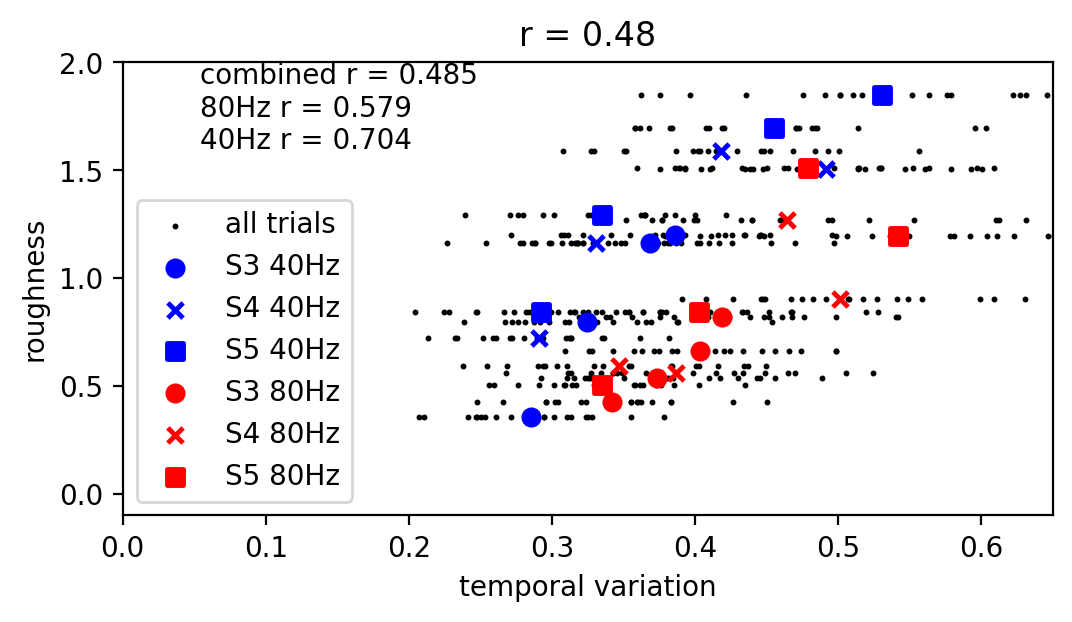 r = 0.48
combined r = 0.485
80Hz r = 0.579
40Hz r = 0.704
all trials
S3 40Hz
S4 40Hz
S5 40Hz
S3 80Hz
S4 80Hz
S5 80Hz
2.0
1.5
1.0
0.5
0.0
roughness
0.0 0.1 0.2 0.3 0.4 0.5 0.6
temporal variation